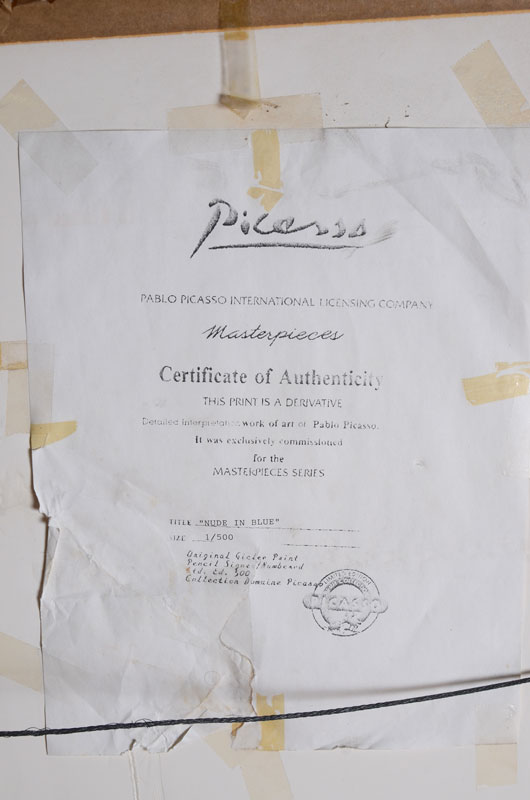 Picasso
PABLO PICASSO INTERNATIONAL LICENSING COMPANY
Masterpieces
Certificate of Authenticity
THIS PRINT IS A DERIVATIVE
Detailed interpretation work of art of Pablo Picasso.
It was exclusively commissioned
for the
MASTERPIECES SERIES
TITLE "NUDE IN BLUE"
SIZE 1/500
Original Giclee Print
Pencil Signed/Numbered
Lid. Ed. 500
Collection Domaine Picasso
PICASSO